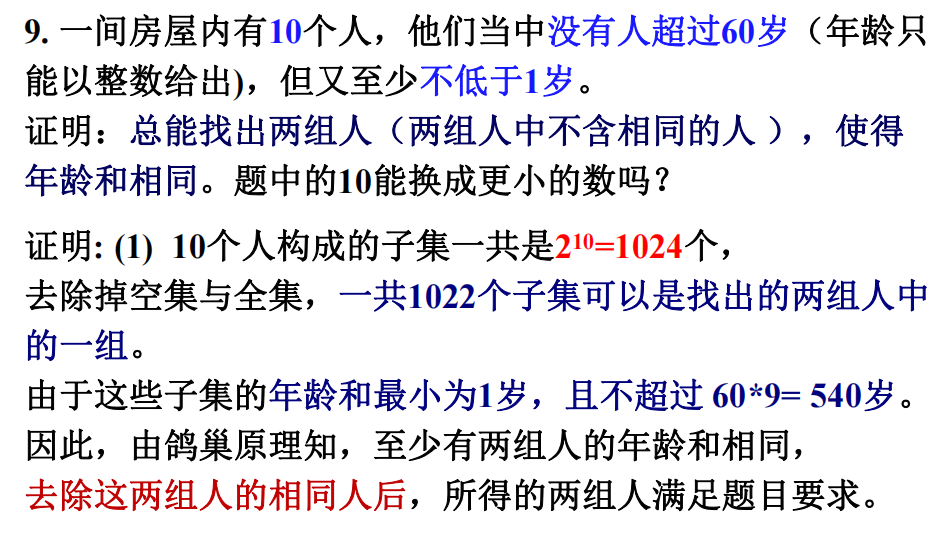 9. 一间房屋内有10个人，他们当中没有人超过60岁（年龄只
能以整数给出)，但又至少不低于1岁。
证明：总能找出两组人（两组人中不含相同的人 ），使得
年龄和相同。题中的10能换成更小的数吗？
证明: (1) 10个人构成的子集一共是2¹⁰=1024个，
去除掉空集与全集，一共1022个子集可以是找出的两组人中
的一组。
由于这些子集的年龄和最小为1岁，且不超过 60*9= 540岁。
因此，由鸽巢原理知，至少有两组人的年龄和相同，
去除这两组人的相同人后，所得的两组人满足题目要求。